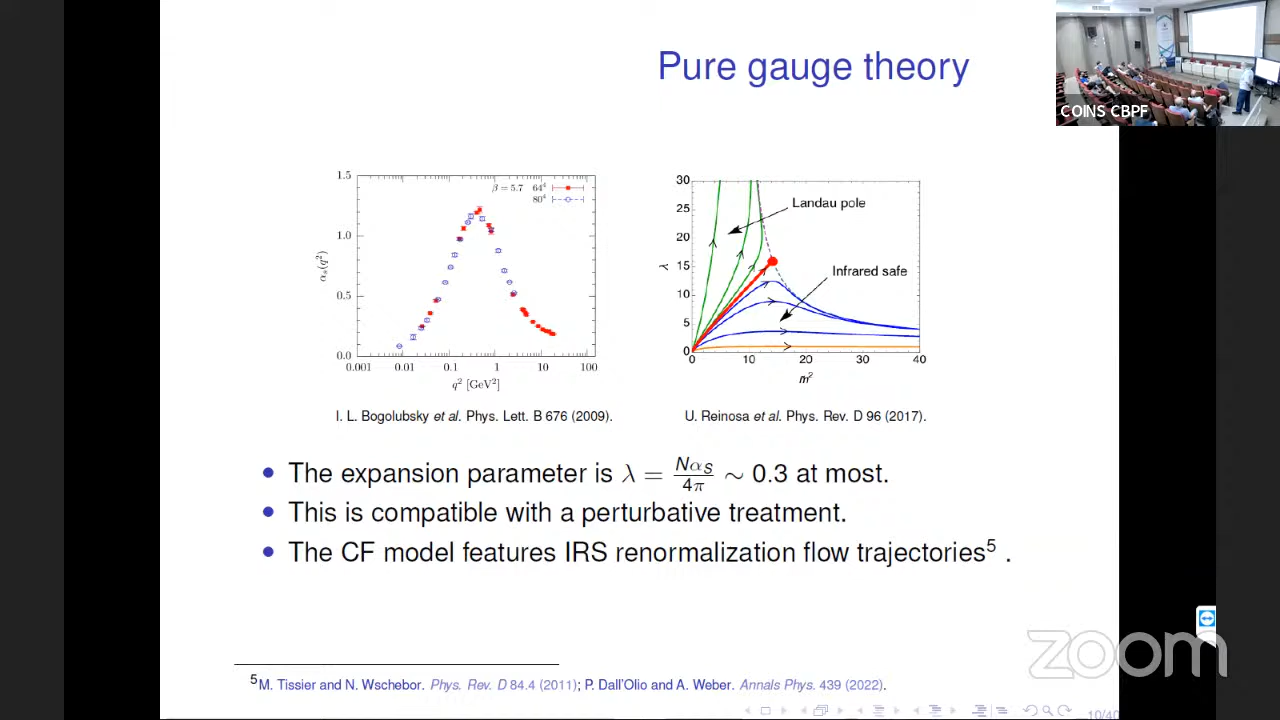 Pure gauge theory
COINS CBPF
1.5
1.0
0.5
0.0
αs(q²)
β = 5.7 64⁴
80⁴
0.001 0.01 0.1 1 10 100
q² [GeV²]
30
25
20
15
10
5
0
λ
Landau pole
Infrared safe
0 10 20 30 40
m̃²
I. L. Bogolubsky et al. Phys. Lett. B 676 (2009).
U. Reinosa et al. Phys. Rev. D 96 (2017).
• The expansion parameter is λ = NαS/4π ∼ 0.3 at most.
• This is compatible with a perturbative treatment.
• The CF model features IRS renormalization flow trajectories⁵ .
⁵M. Tissier and N. Wschebor. Phys. Rev. D 84.4 (2011); P. Dall'Olio and A. Weber. Annals Phys. 439 (2022).
zoom
10/40